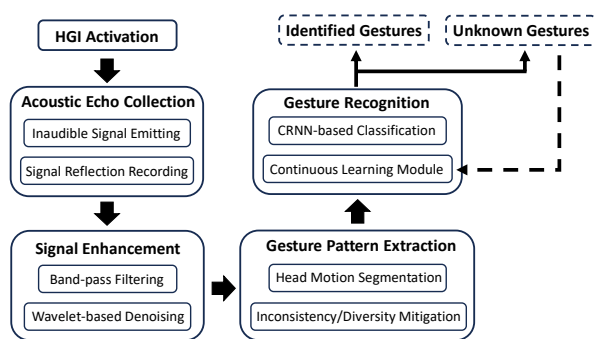 HGI Activation
Acoustic Echo Collection
Inaudible Signal Emitting
Signal Reflection Recording
Signal Enhancement
Band-pass Filtering
Wavelet-based Denoising
Gesture Pattern Extraction
Head Motion Segmentation
Inconsistency/Diversity Mitigation
Gesture Recognition
CRNN-based Classification
Continuous Learning Module
Identified Gestures
Unknown Gestures